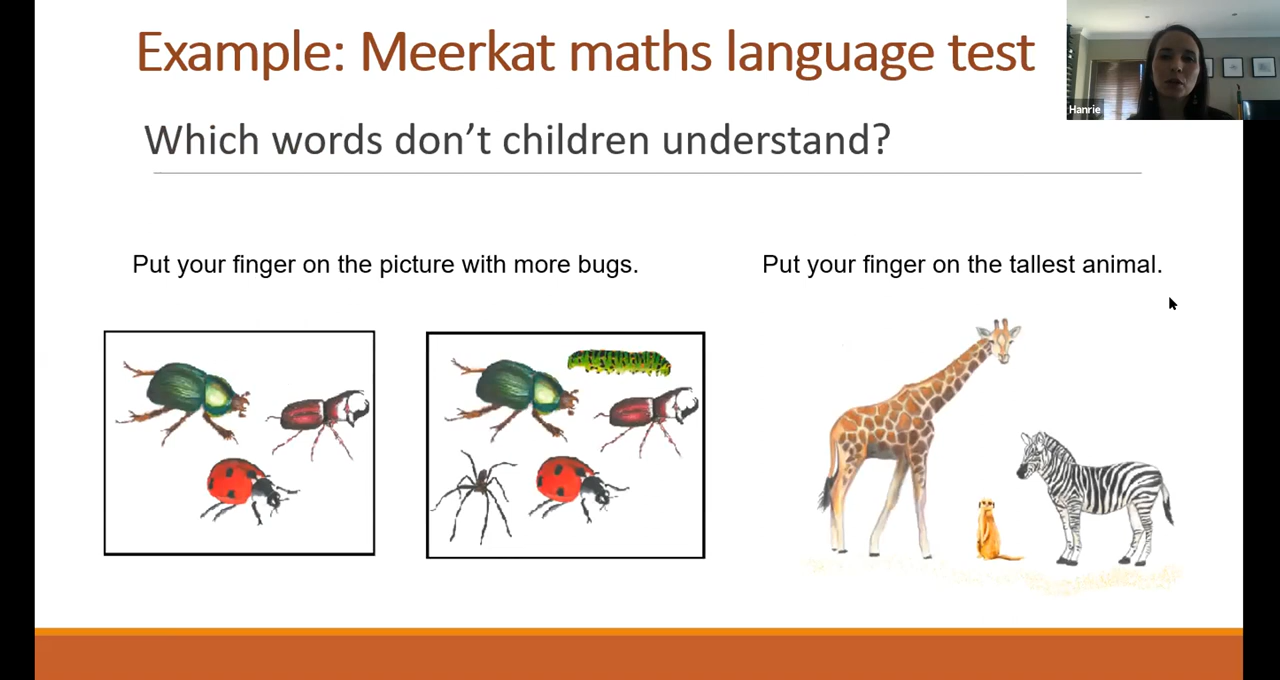 Example: Meerkat maths language test
Hanrie
Which words don't children understand?
Put your finger on the picture with more bugs.
Put your finger on the tallest animal.